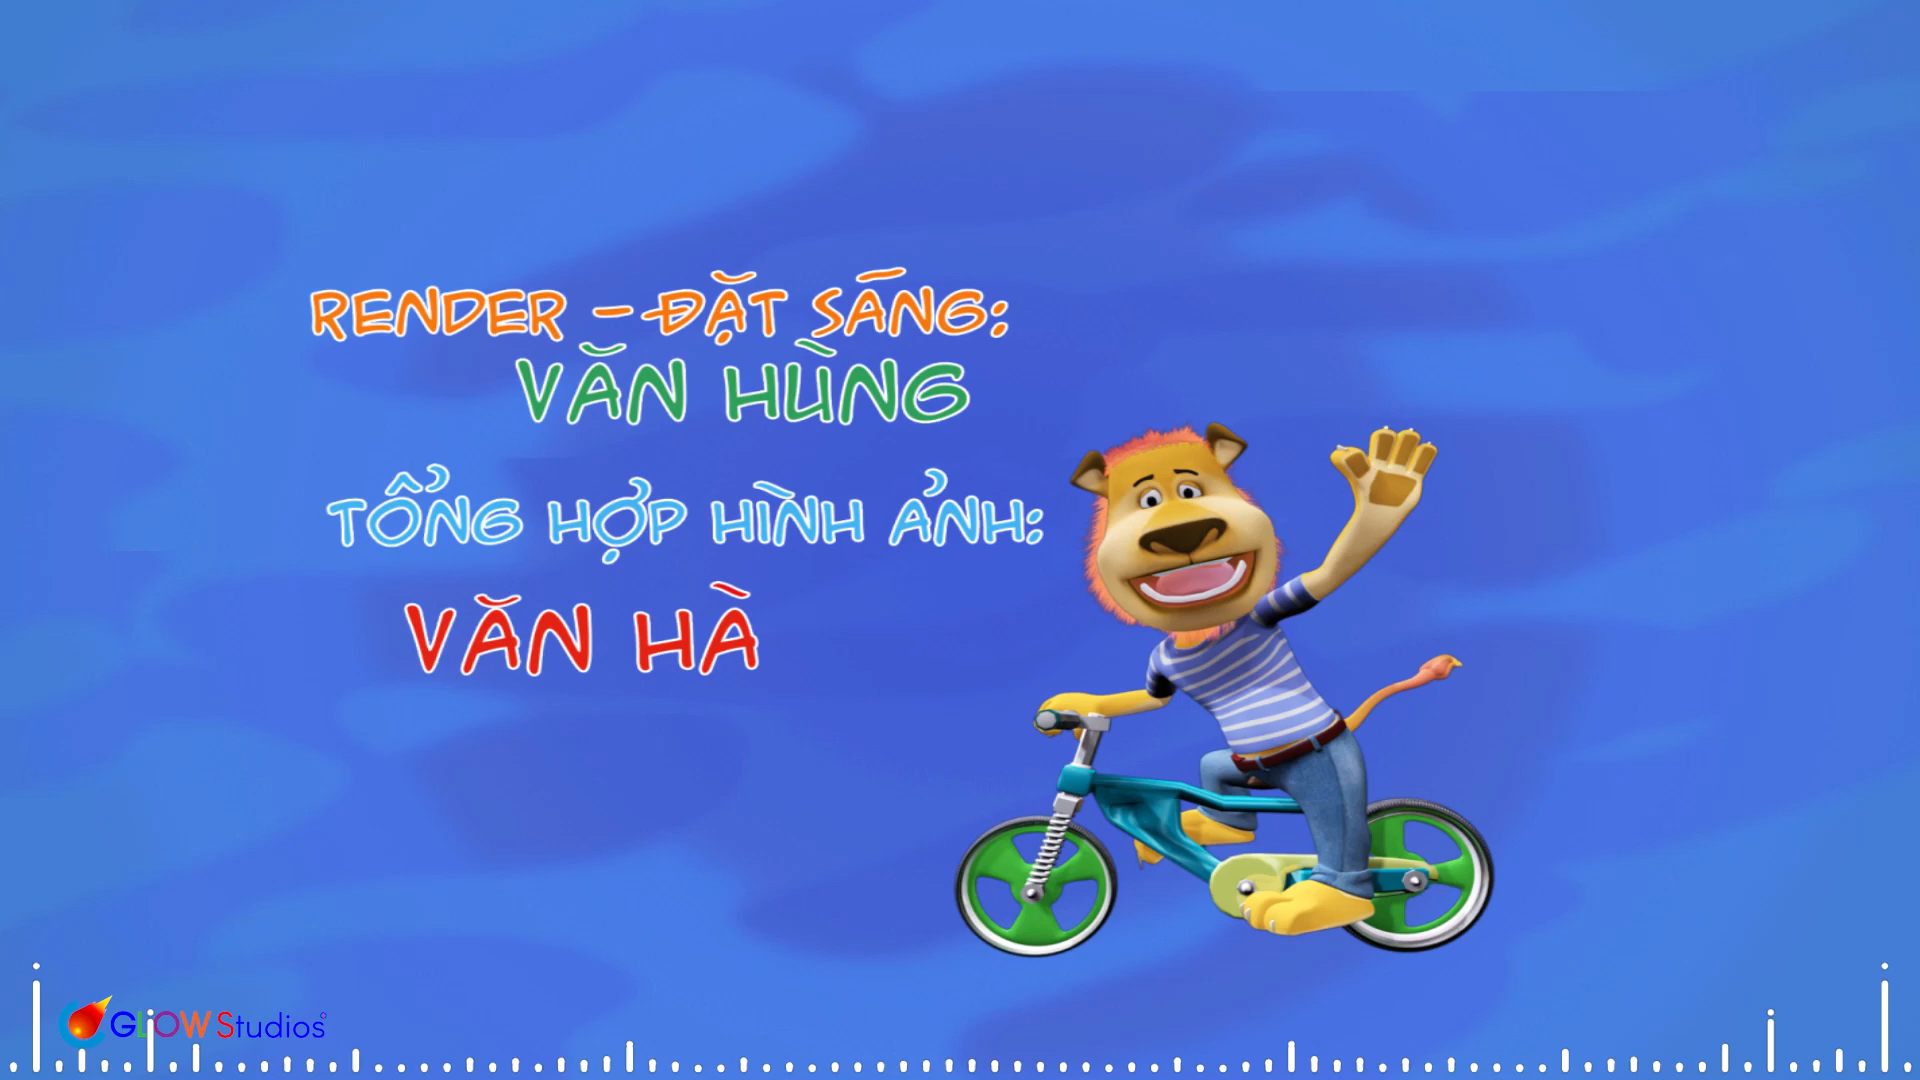 RENDER - ĐẶT SÁNG:
VĂN HÙNG
TỔNG HỢP HÌNH ẢNH:
VĂN HÀ
GLOW Studios